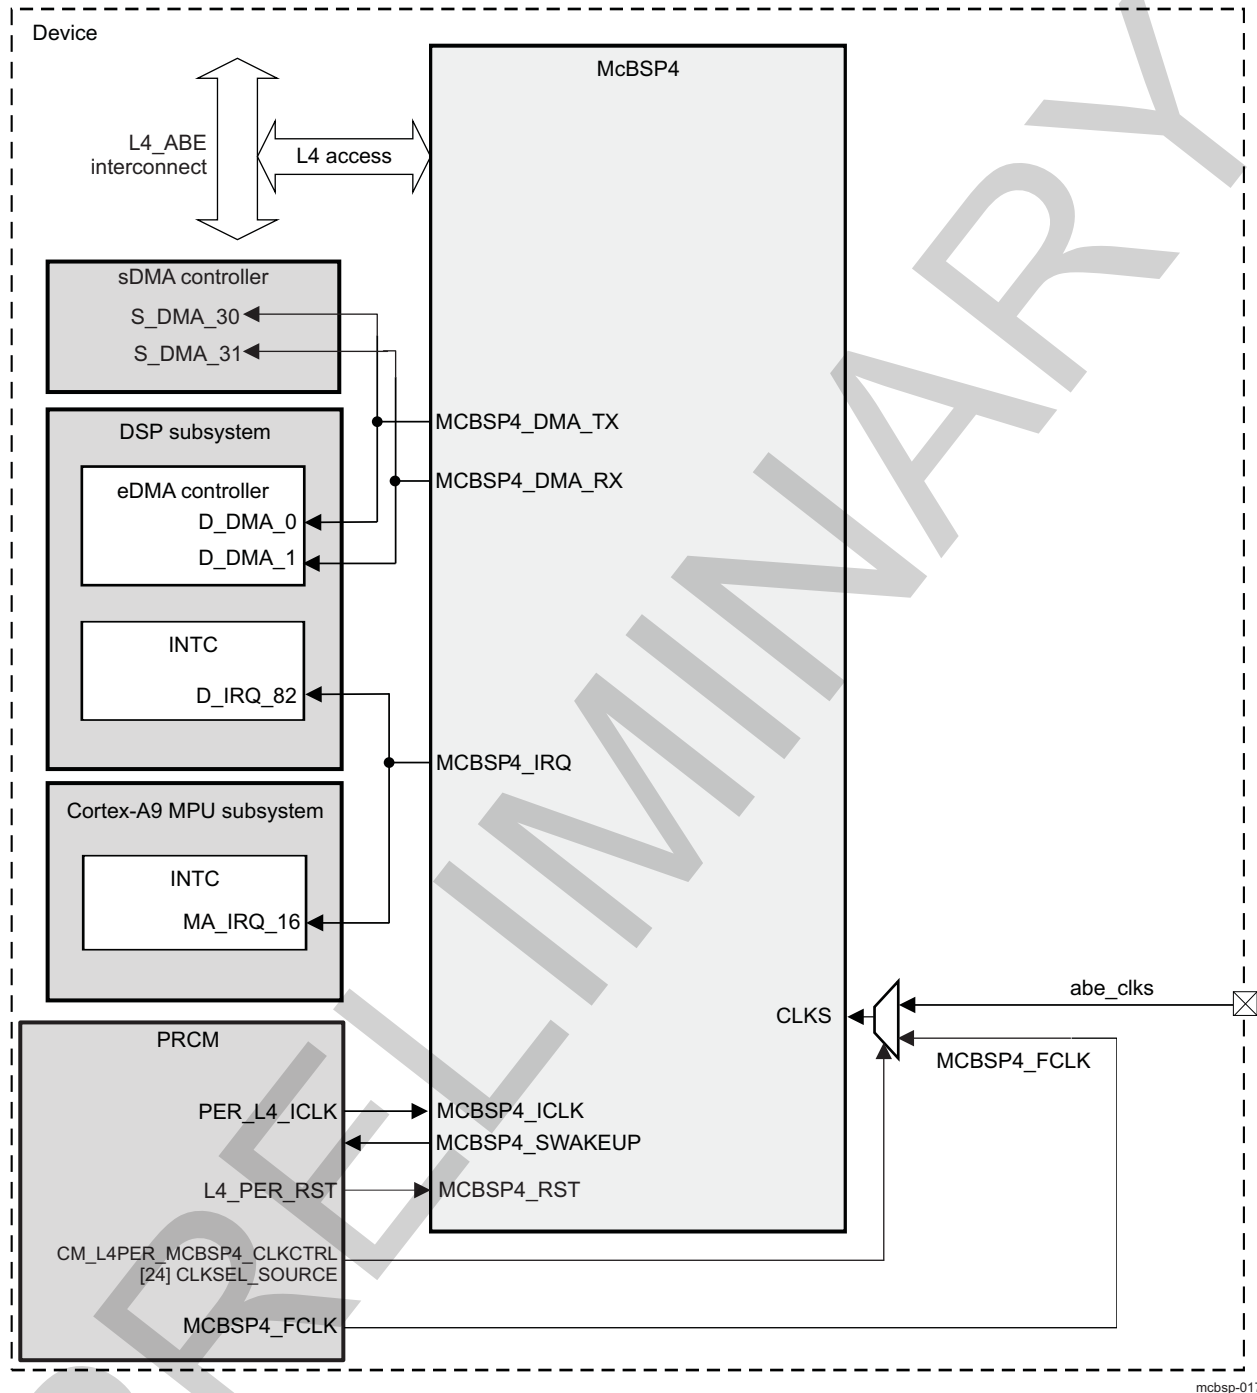 Device
McBSP4
L4_ABE
interconnect
L4 access
sDMA controller
S_DMA_30
S_DMA_31
DSP subsystem
MCBSP4_DMA_TX
MCBSP4_DMA_RX
eDMA controller
D_DMA_0
D_DMA_1
INTC
D_IRQ_82
MCBSP4_IRQ
Cortex-A9 MPU subsystem
INTC
MA_IRQ_16
abe_clks
CLKS
MCBSP4_FCLK
PRCM
PER_L4_ICLK
MCBSP4_ICLK
MCBSP4_SWAKEUP
L4_PER_RST
MCBSP4_RST
CM_L4PER_MCBSP4_CLKCTRL
[24] CLKSEL_SOURCE
MCBSP4_FCLK
PRELIMINARY
mcbsp-017